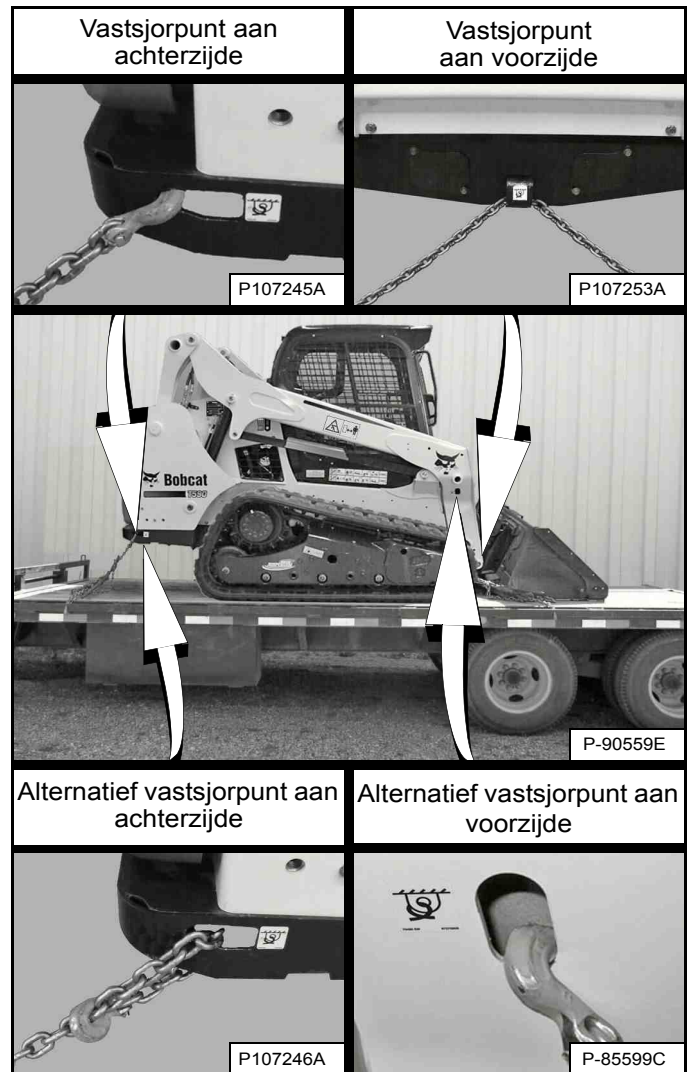 Vastsjorpunt aan
achterzijde
Vastsjorpunt
aan voorzijde
P107245A
P107253A
Bobcat
T590
P-90559E
Alternatief vastsjorpunt aan
achterzijde
Alternatief vastsjorpunt aan
voorzijde
P107246A
P-85599C